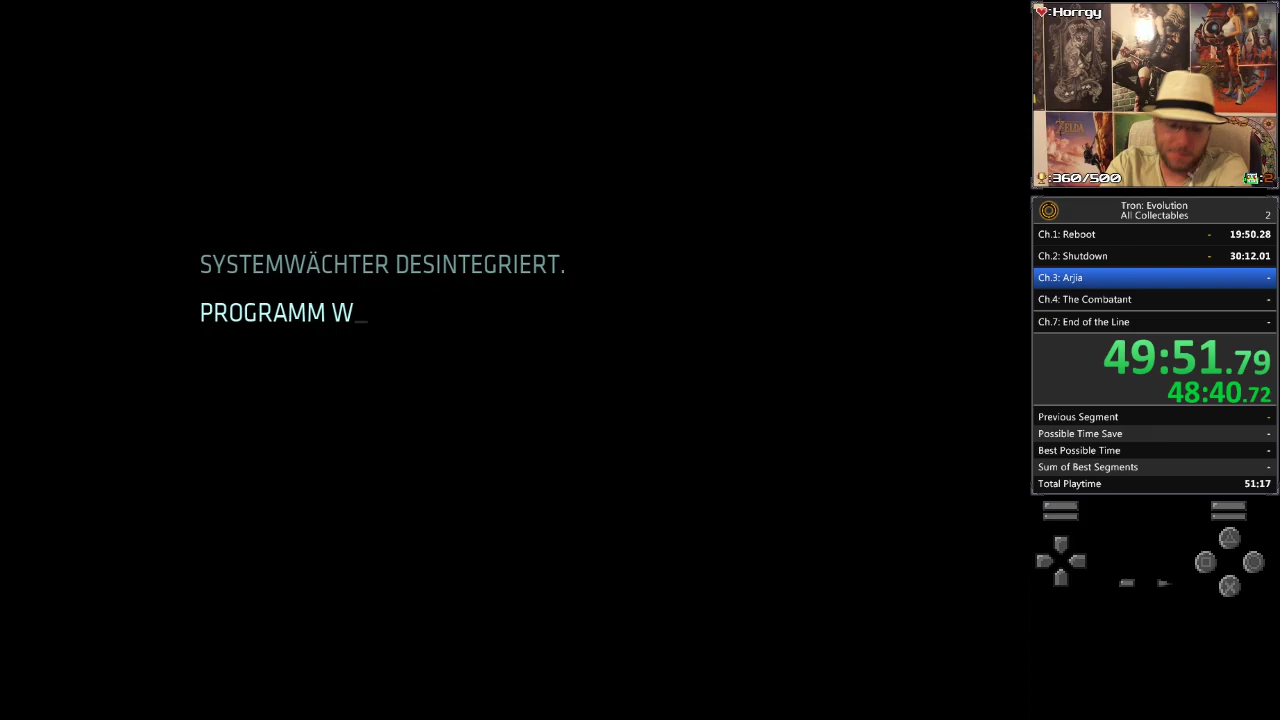 :Horrgy
ZELDA
:360/500
:2
Tron: Evolution
All Collectables
2
Ch.1: Reboot - 19:50.28
Ch.2: Shutdown - 30:12.01
Ch.3: Arjia -
Ch.4: The Combatant -
Ch.7: End of the Line -
49:51.79
48:40.72
Previous Segment -
Possible Time Save -
Best Possible Time -
Sum of Best Segments -
Total Playtime 51:17
SYSTEMWÄCHTER DESINTEGRIERT.
PROGRAMM W_